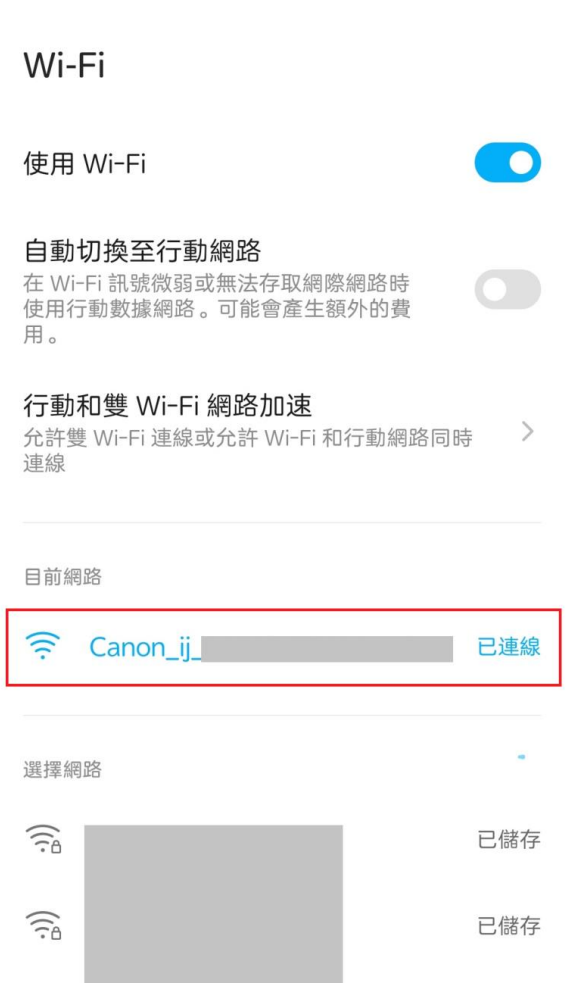 Wi-Fi
使用 Wi-Fi
自動切換至行動網路
在 Wi-Fi 訊號微弱或無法存取網際網路時
使用行動數據網路。可能會產生額外的費
用。
行動和雙 Wi-Fi 網路加速
允許雙 Wi-Fi 連線或允許 Wi-Fi 和行動網路同時
連線
目前網路
Canon_ij_ 已連線
選擇網路
已儲存
已儲存